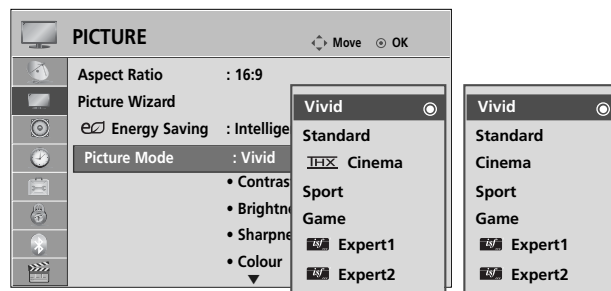 PICTURE
Move OK
Aspect Ratio : 16:9
Picture Wizard
Energy Saving : Intellige
Picture Mode : Vivid
• Contras
• Brightn
• Sharpne
• Colour
Vivid
Standard
THX Cinema
Sport
Game
isf Expert1
isf Expert2
Vivid
Standard
Cinema
Sport
Game
isf Expert1
isf Expert2